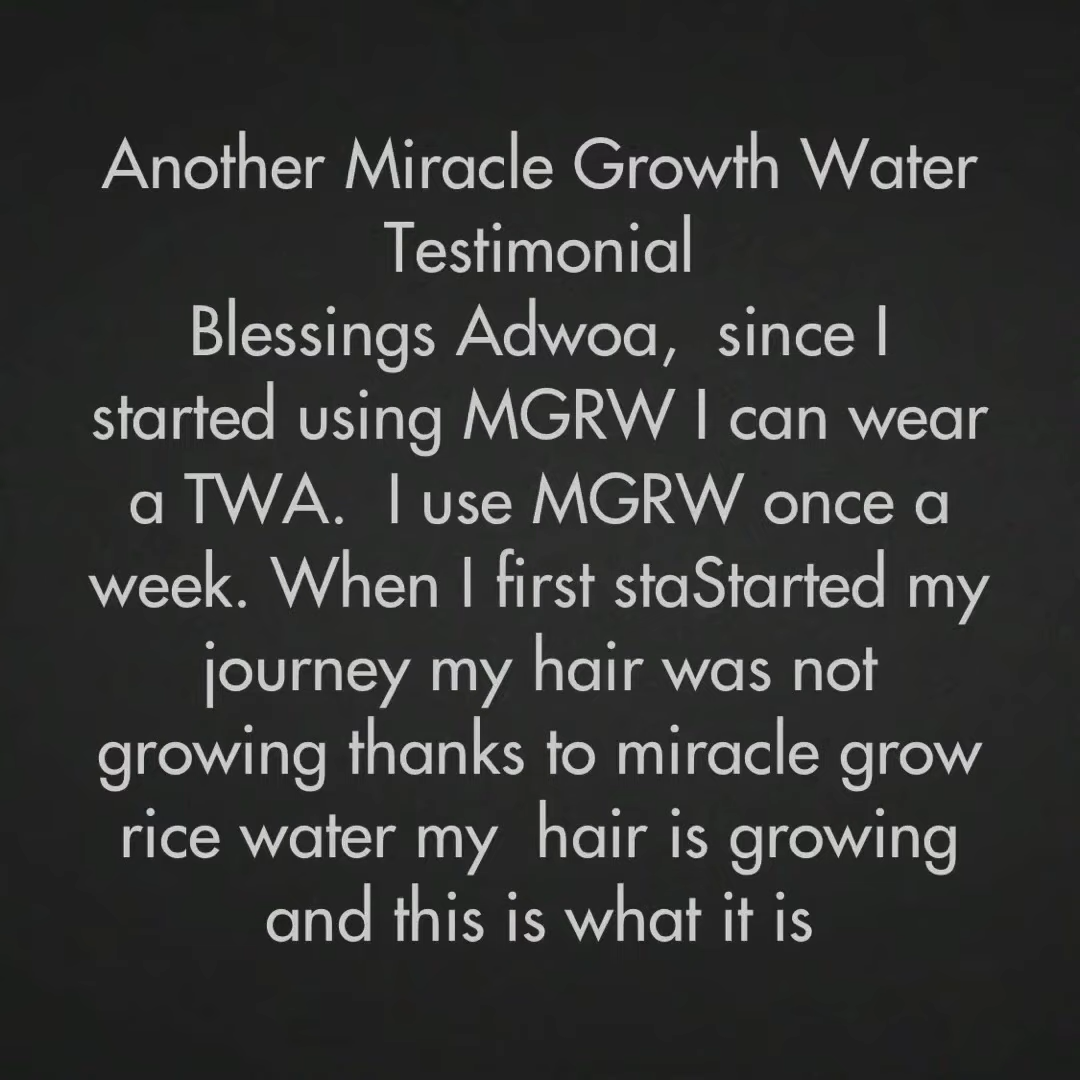 Another Miracle Growth Water
Testimonial
Blessings Adwoa,  since I
started using MGRW I can wear
a TWA.  I use MGRW once a
week. When I first staStarted my
journey my hair was not
growing thanks to miracle grow
rice water my  hair is growing
and this is what it is